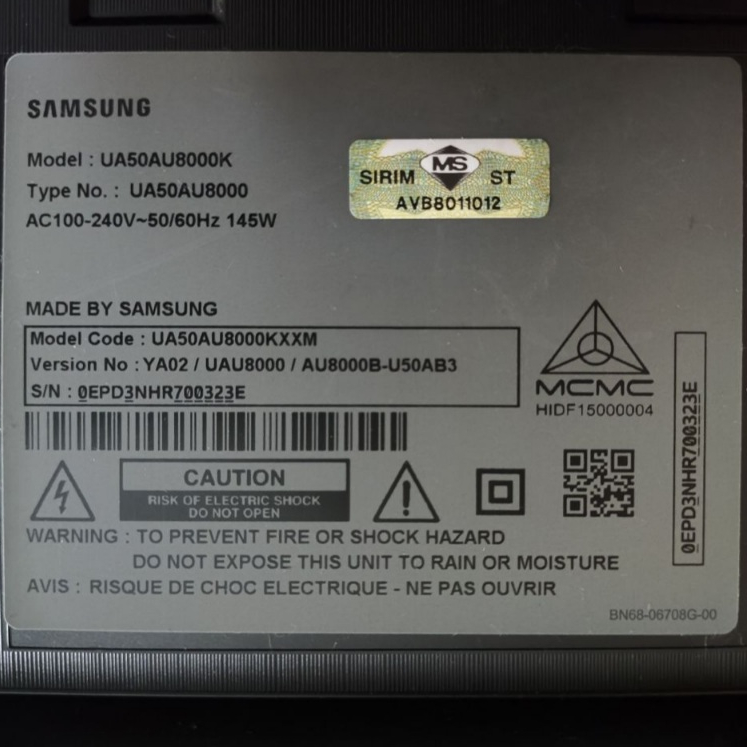 SAMSUNG
Model : UA50AU8000K
Type No. : UA50AU8000
AC100-240V~50/60Hz 145W
SIRIM MS ST
AVB8011012
MADE BY SAMSUNG
Model Code : UA50AU8000KXXM
Version No : YA02 / UAU8000 / AU8000B-U50AB3
S/N : 0EPD3NHR700323E
MCMC
HIDF15000004
0EPD3NHR700323E
CAUTION
RISK OF ELECTRIC SHOCK
DO NOT OPEN
WARNING : TO PREVENT FIRE OR SHOCK HAZARD
DO NOT EXPOSE THIS UNIT TO RAIN OR MOISTURE
AVIS : RISQUE DE CHOC ELECTRIQUE - NE PAS OUVRIR
BN68-06708G-00